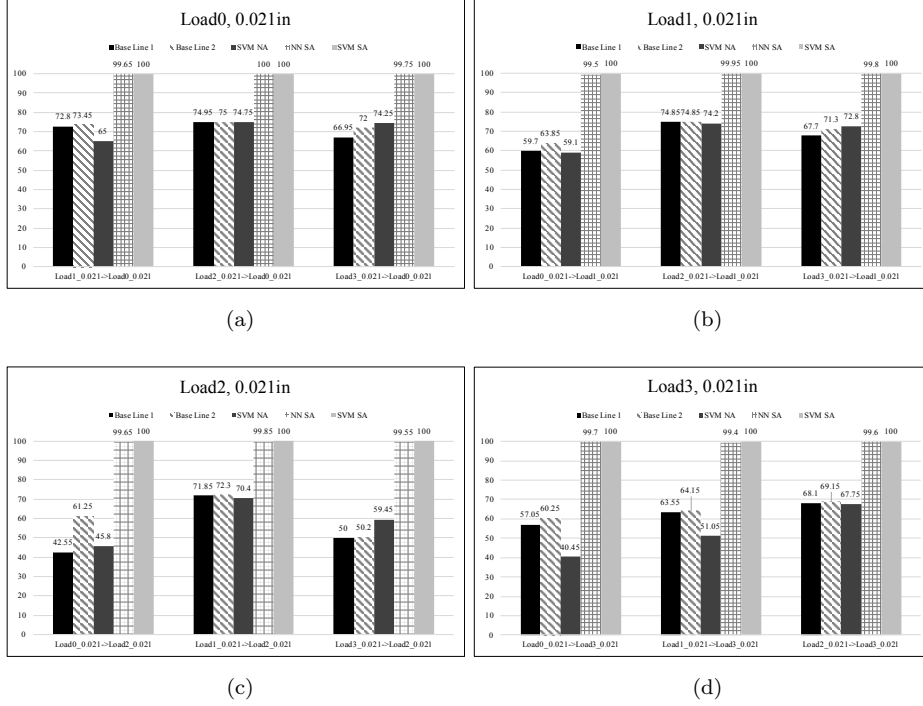 Load0, 0.021in
Base Line 1 Base Line 2 SVM NA NN SA SVM SA
99.65 100 100 100 99.75 100
100
90
80
70
60
50
40
30
20
10
0
72.8 73.45 65
74.95 75 74.75
66.95 72 74.25
Load1_0.021->Load0_0.021 Load2_0.021->Load0_0.021 Load3_0.021->Load0_0.021
(a)
Load1, 0.021in
Base Line 1 Base Line 2 SVM NA NN SA SVM SA
99.5 100 99.95 100 99.8 100
100
90
80
70
60
50
40
30
20
10
0
59.7 63.85 59.1
74.85 74.85 74.2
67.7 71.3 72.8
Load0_0.021->Load1_0.021 Load2_0.021->Load1_0.021 Load3_0.021->Load1_0.021
(b)
Load2, 0.021in
Base Line 1 Base Line 2 SVM NA NN SA SVM SA
99.65 100 99.85 100 99.55 100
100
90
80
70
60
50
40
30
20
10
0
42.55 61.25 45.8
71.85 72.3 70.4
50 50.2 59.45
Load0_0.021->Load2_0.021 Load1_0.021->Load2_0.021 Load3_0.021->Load2_0.021
(c)
Load3, 0.021in
Base Line 1 Base Line 2 SVM NA NN SA SVM SA
99.7 100 99.4 100 99.6 100
100
90
80
70
60
50
40
30
20
10
0
57.05 60.25 40.45
63.55 64.15 51.05
68.1 69.15 67.75
Load0_0.021->Load3_0.021 Load1_0.021->Load3_0.021 Load2_0.021->Load3_0.021
(d)